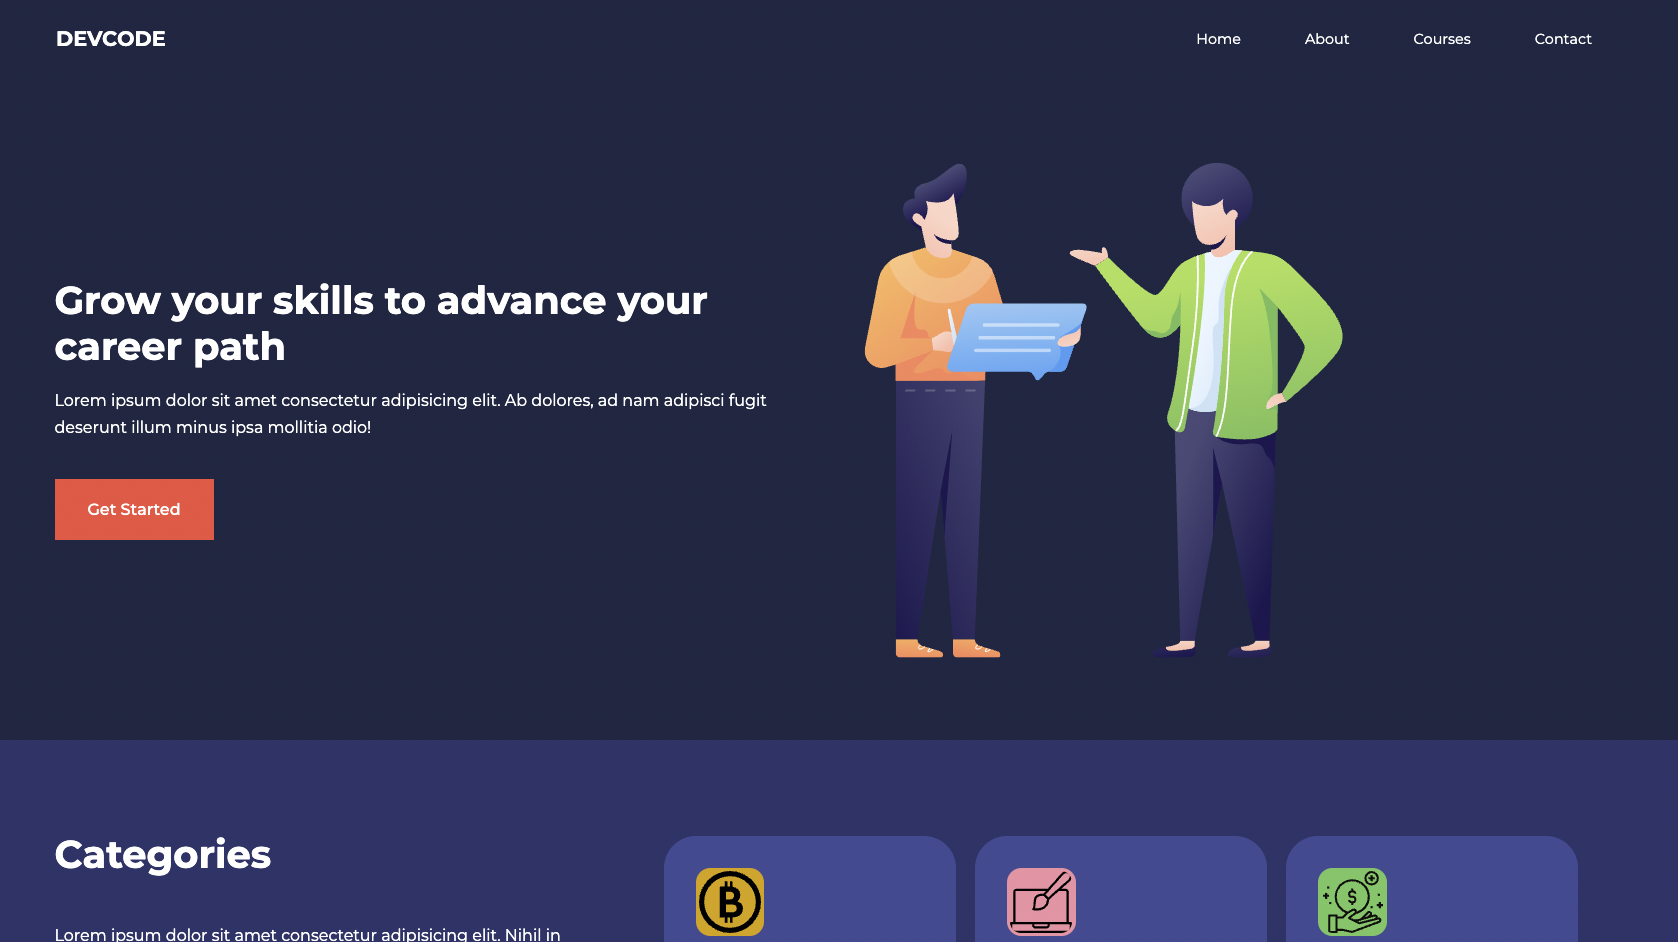 DEVCODE
Home
About
Courses
Contact
Grow your skills to advance your
career path
Lorem ipsum dolor sit amet consectetur adipisicing elit. Ab dolores, ad nam adipisci fugit
deserunt illum minus ipsa mollitia odio!
Get Started
Categories
Lorem ipsum dolor sit amet consectetur adipisicing elit. Nihil in